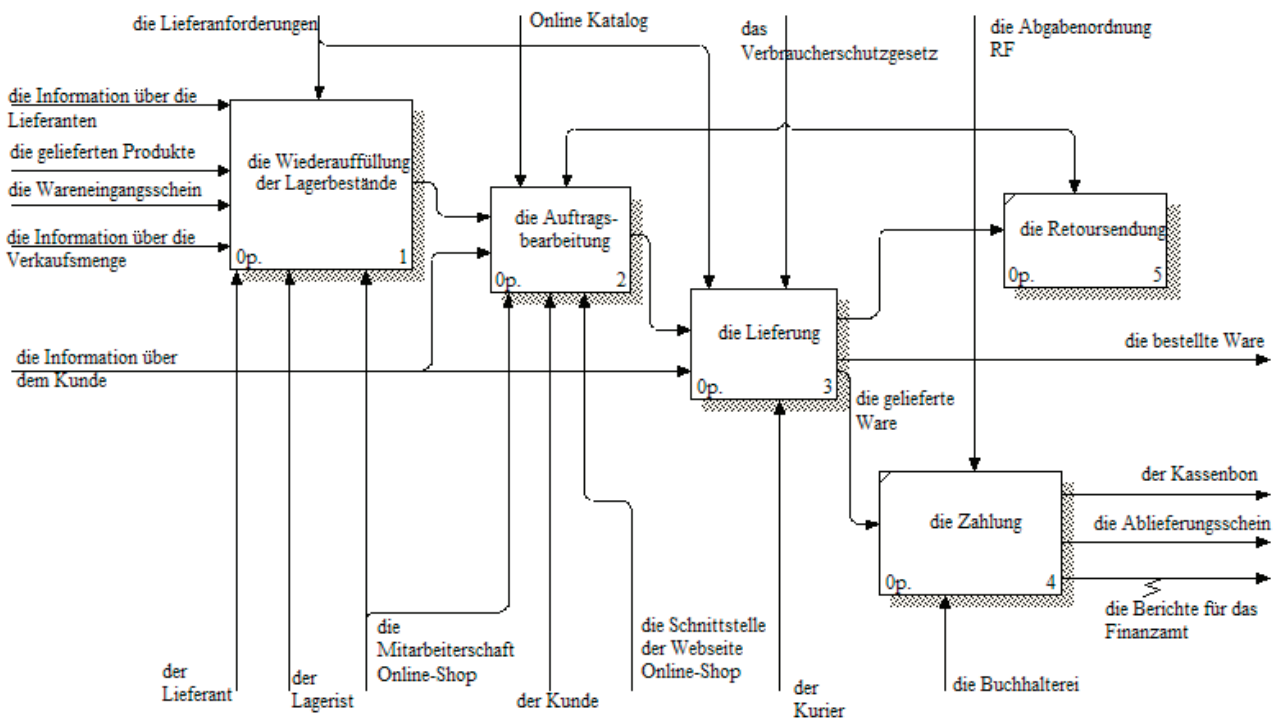 die Lieferanforderungen
Online Katalog
das
Verbraucherschutzgesetz
die Abgabenordnung
RF
die Information über die
Lieferanten
die gelieferten Produkte
die Wareneingangsschein
die Information über die
Verkaufsmenge
die Wiederauffüllung
der Lagerbestände
0p. 1
die Auftrags-
bearbeitung
0p. 2
die Retoursendung
0p. 5
die Lieferung
0p. 3
die Information über
dem Kunde
die bestellte Ware
die gelieferte
Ware
die Zahlung
0p. 4
der Kassenbon
die Ablieferungsschein
die Berichte für das
Finanzamt
der
Lieferant
der
Lagerist
die
Mitarbeiterschaft
Online-Shop
der Kunde
die Schnittstelle
der Webseite
Online-Shop
der
Kurier
die Buchhalterei